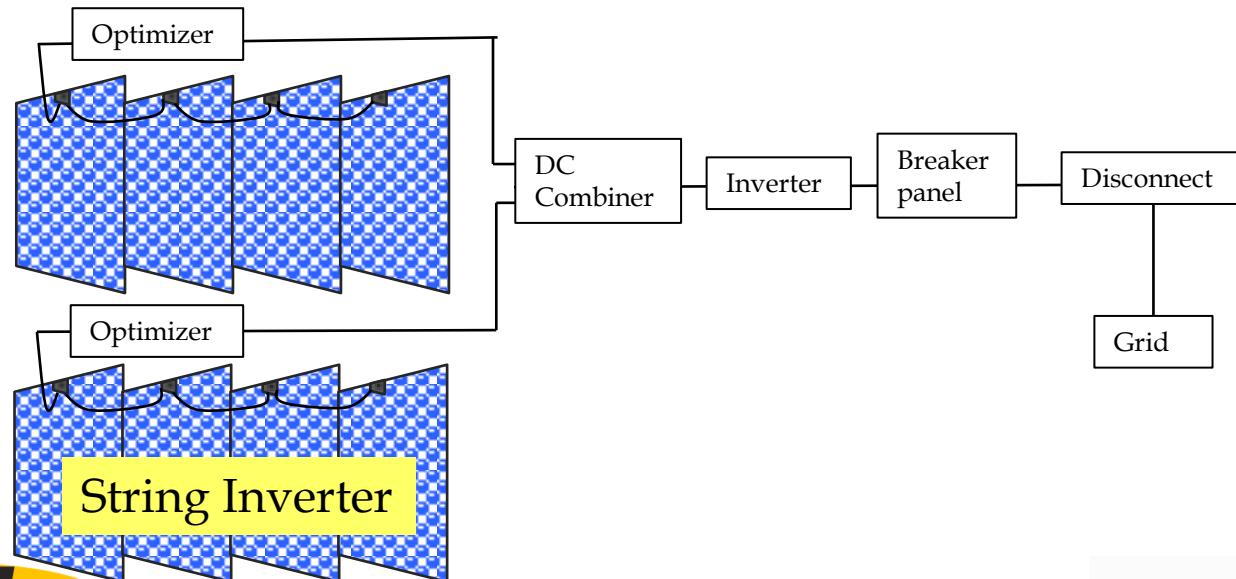 Optimizer
DC
Combiner
Inverter
Breaker
panel
Disconnect
Grid
Optimizer
String Inverter